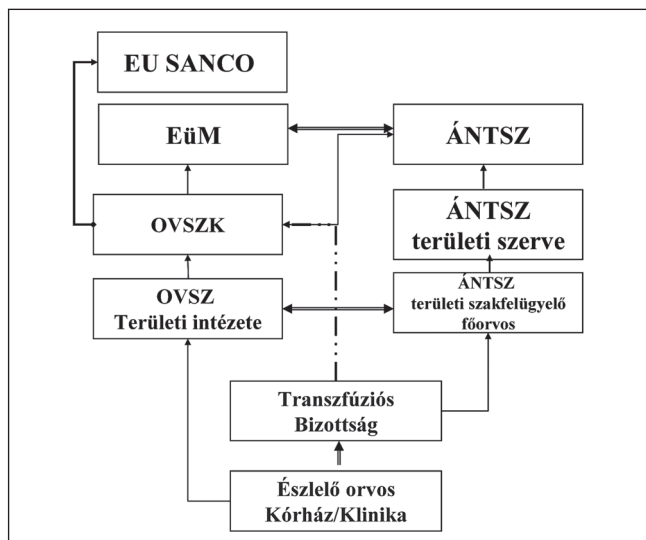 EU SANCO
EüM
ÁNTSZ
OVSZK
ÁNTSZ
területi szerve
OVSZ
Területi intézete
ÁNTSZ
területi szakfelügyelő
főorvos
Transzfúziós
Bizottság
Észlelő orvos
Kórház/Klinika